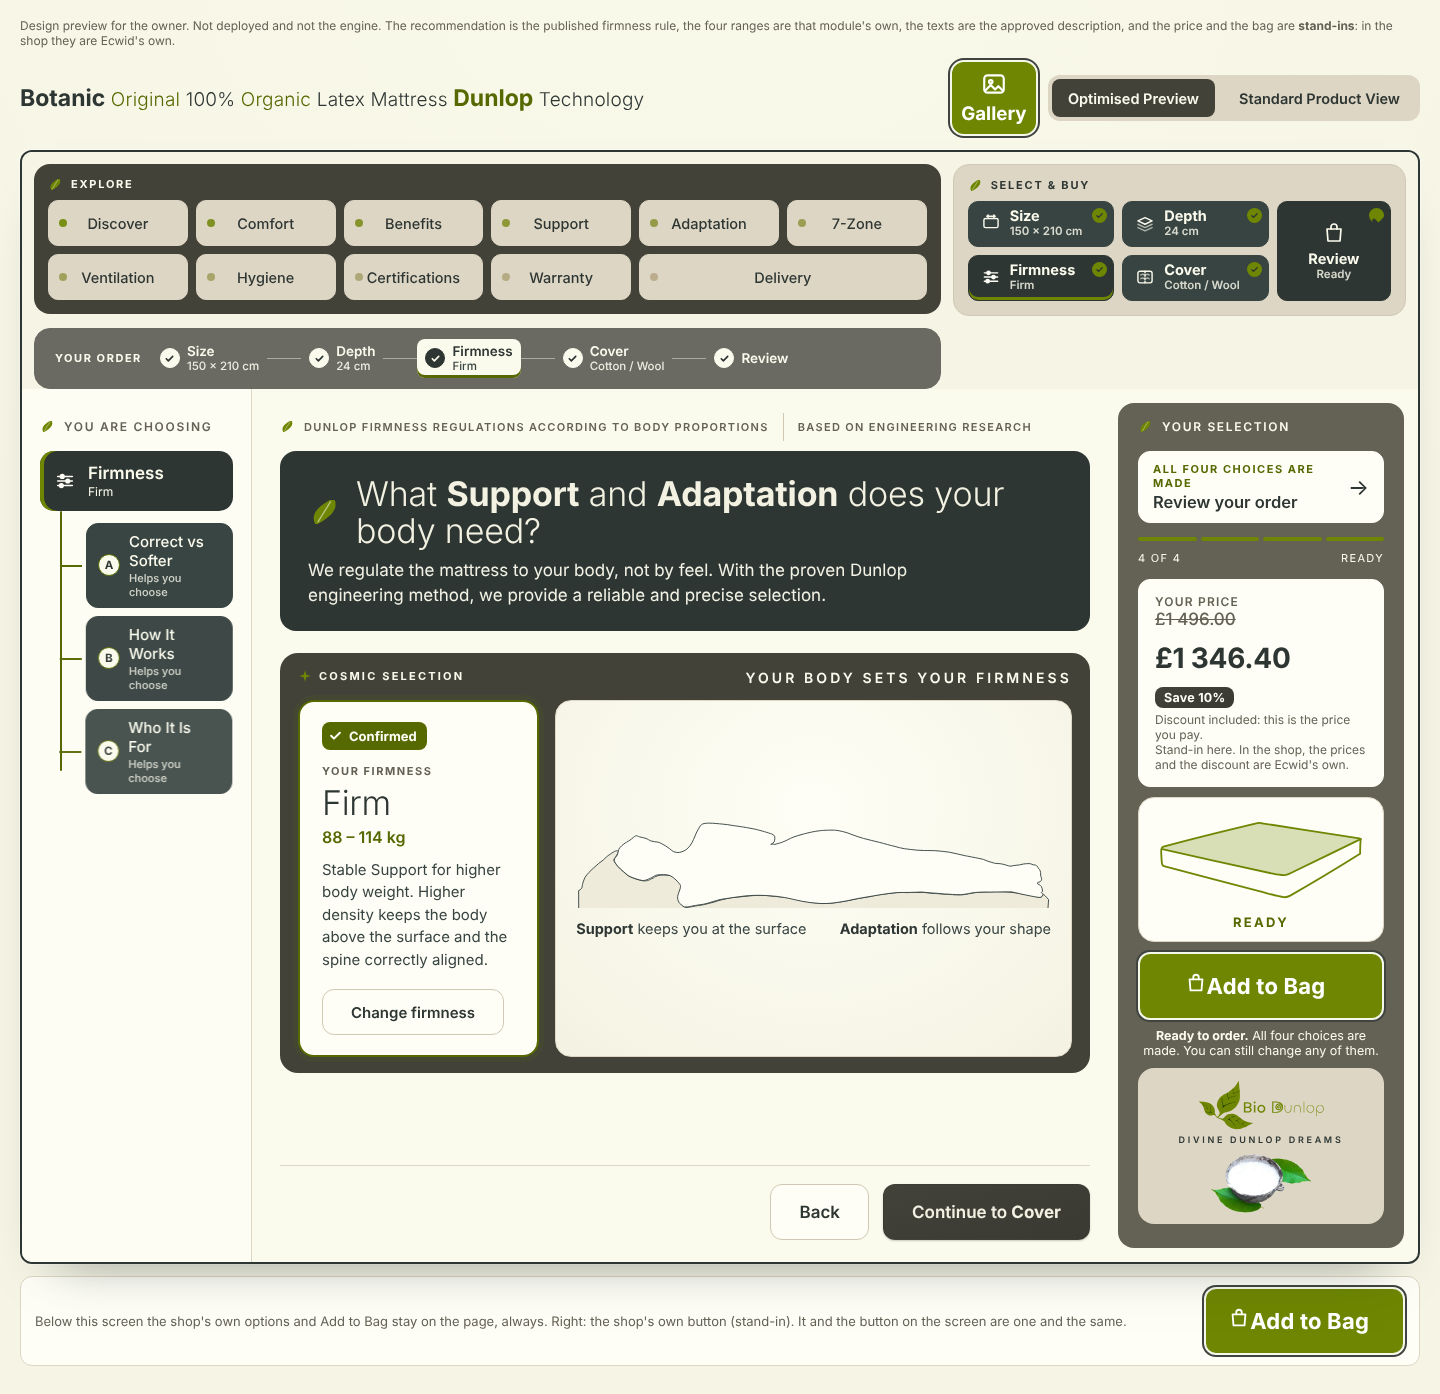 Design preview for the owner. Not deployed and not the engine. The recommendation is the published firmness rule, the four ranges are that module's own, the texts are the approved description, and the price and the bag are stand-ins: in the
shop they are Ecwid's own.
Botanic Original 100% Organic Latex Mattress Dunlop Technology
Gallery
Optimised Preview
Standard Product View
EXPLORE
Discover
Comfort
Benefits
Support
Adaptation
7-Zone
Ventilation
Hygiene
Certifications
Warranty
Delivery
SELECT & BUY
Size
150 × 210 cm
Depth
24 cm
Firmness
Firm
Cover
Cotton / Wool
Review
Ready
YOUR ORDER
Size
150 × 210 cm
Depth
24 cm
Firmness
Firm
Cover
Cotton / Wool
Review
YOU ARE CHOOSING
Firmness
Firm
A
Correct vs
Softer
Helps you
choose
B
How It
Works
Helps you
choose
C
Who It Is
For
Helps you
choose
DUNLOP FIRMNESS REGULATIONS ACCORDING TO BODY PROPORTIONS
BASED ON ENGINEERING RESEARCH
What Support and Adaptation does your
body need?
We regulate the mattress to your body, not by feel. With the proven Dunlop
engineering method, we provide a reliable and precise selection.
COSMIC SELECTION
YOUR BODY SETS YOUR FIRMNESS
Confirmed
YOUR FIRMNESS
Firm
88 – 114 kg
Stable Support for higher
body weight. Higher
density keeps the body
above the surface and the
spine correctly aligned.
Change firmness
Support keeps you at the surface
Adaptation follows your shape
Back
Continue to Cover
YOUR SELECTION
ALL FOUR CHOICES ARE
MADE
Review your order
4 OF 4
READY
YOUR PRICE
£1 496.00
£1 346.40
Save 10%
Discount included: this is the price
you pay.
Stand-in here. In the shop, the prices
and the discount are Ecwid's own.
READY
Add to Bag
Ready to order. All four choices are
made. You can still change any of them.
Bio Dunlop
DIVINE DUNLOP DREAMS
Below this screen the shop's own options and Add to Bag stay on the page, always. Right: the shop's own button (stand-in). It and the button on the screen are one and the same.
Add to Bag